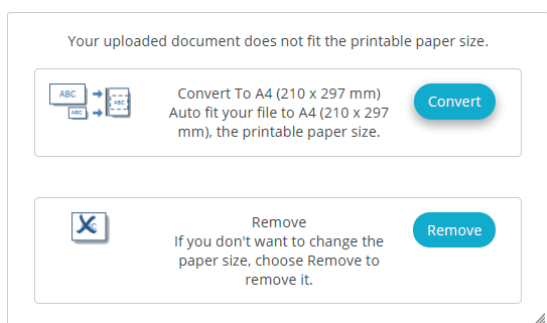 Your uploaded document does not fit the printable paper size.
ABC
ABC
ABC
Convert To A4 (210 x 297 mm)
Auto fit your file to A4 (210 x 297
mm), the printable paper size.
Convert
Remove
If you don't want to change the
paper size, choose Remove to
remove it.
Remove